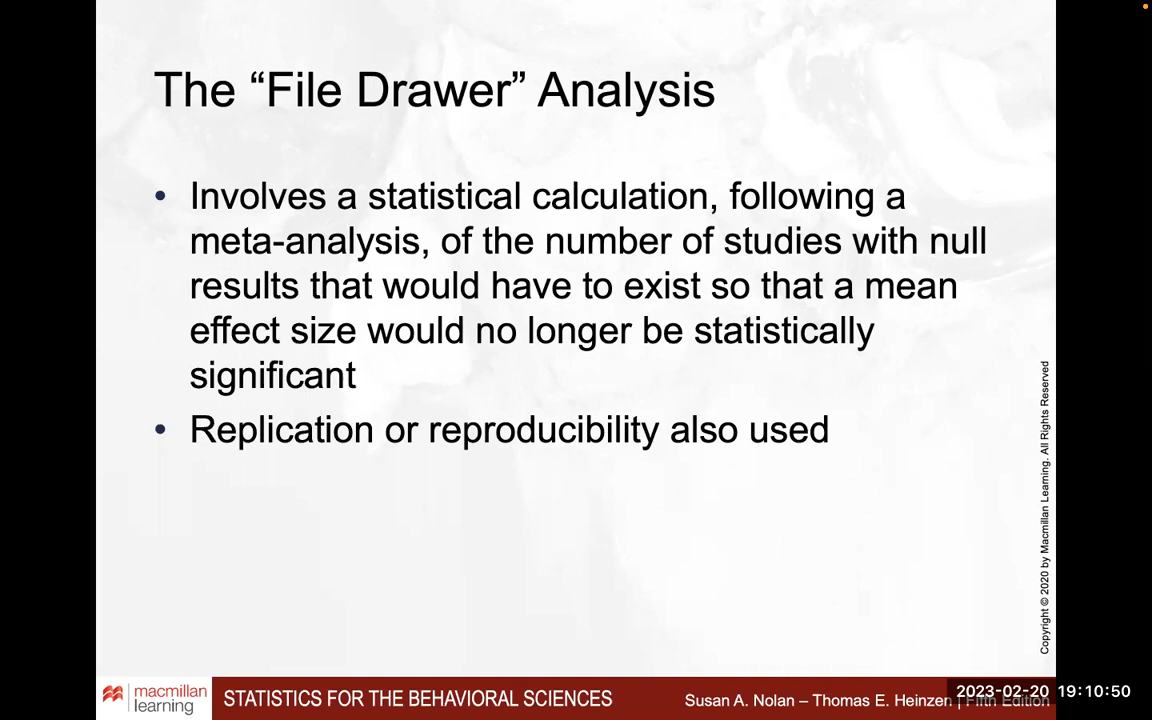 The “File Drawer” Analysis
• Involves a statistical calculation, following a
meta-analysis, of the number of studies with null
results that would have to exist so that a mean
effect size would no longer be statistically
significant
• Replication or reproducibility also used
Copyright © 2020 by Macmillan Learning. All Rights Reserved
macmillan
learning
STATISTICS FOR THE BEHAVIORAL SCIENCES
Susan A. Nolan – Thomas E. Heinzen | Fifth Edition
2023-02-20 19:10:50